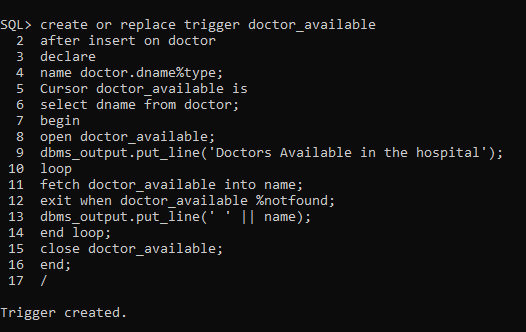 SQL> create or replace trigger doctor_available
2 after insert on doctor
3 declare
4 name doctor.dname%type;
5 Cursor doctor_available is
6 select dname from doctor;
7 begin
8 open doctor_available;
9 dbms_output.put_line('Doctors Available in the hospital');
10 loop
11 fetch doctor_available into name;
12 exit when doctor_available %notfound;
13 dbms_output.put_line(' ' || name);
14 end loop;
15 close doctor_available;
16 end;
17 /
Trigger created.